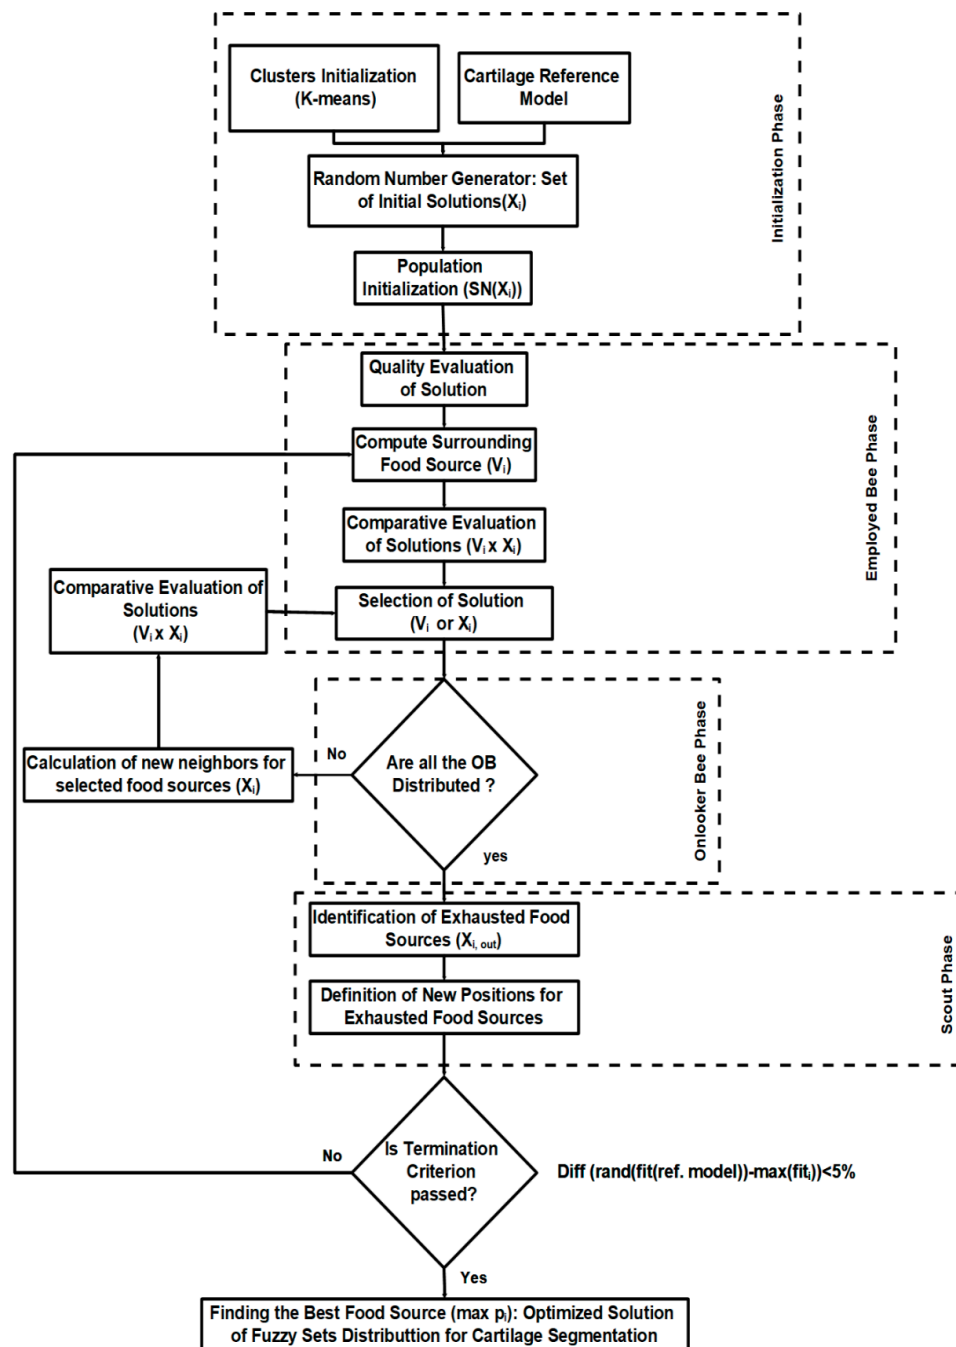 Clusters Initialization
(K-means)
Cartilage Reference
Model
Random Number Generator: Set
of Initial Solutions(Xi)
Population
Initialization (SN(Xi))
Initialization Phase
Quality Evaluation
of Solution
Compute Surrounding
Food Source (Vi)
Comparative Evaluation
of Solutions (Vi x Xi)
Selection of Solution
(Vi or Xi)
Employed Bee Phase
Comparative Evaluation of
Solutions
(Vi x Xi)
Calculation of new neighbors for
selected food sources (Xi)
No
Are all the OB
Distributed ?
yes
Onlooker Bee Phase
Identification of Exhausted Food
Sources (Xi, out)
Definition of New Positions for
Exhausted Food Sources
Scout Phase
No
Is Termination
Criterion
passed?
Diff (rand(fit(ref. model))-max(fiti))<5%
Yes
Finding the Best Food Source (max pi): Optimized Solution
of Fuzzy Sets Distributtion for Cartilage Segmentation